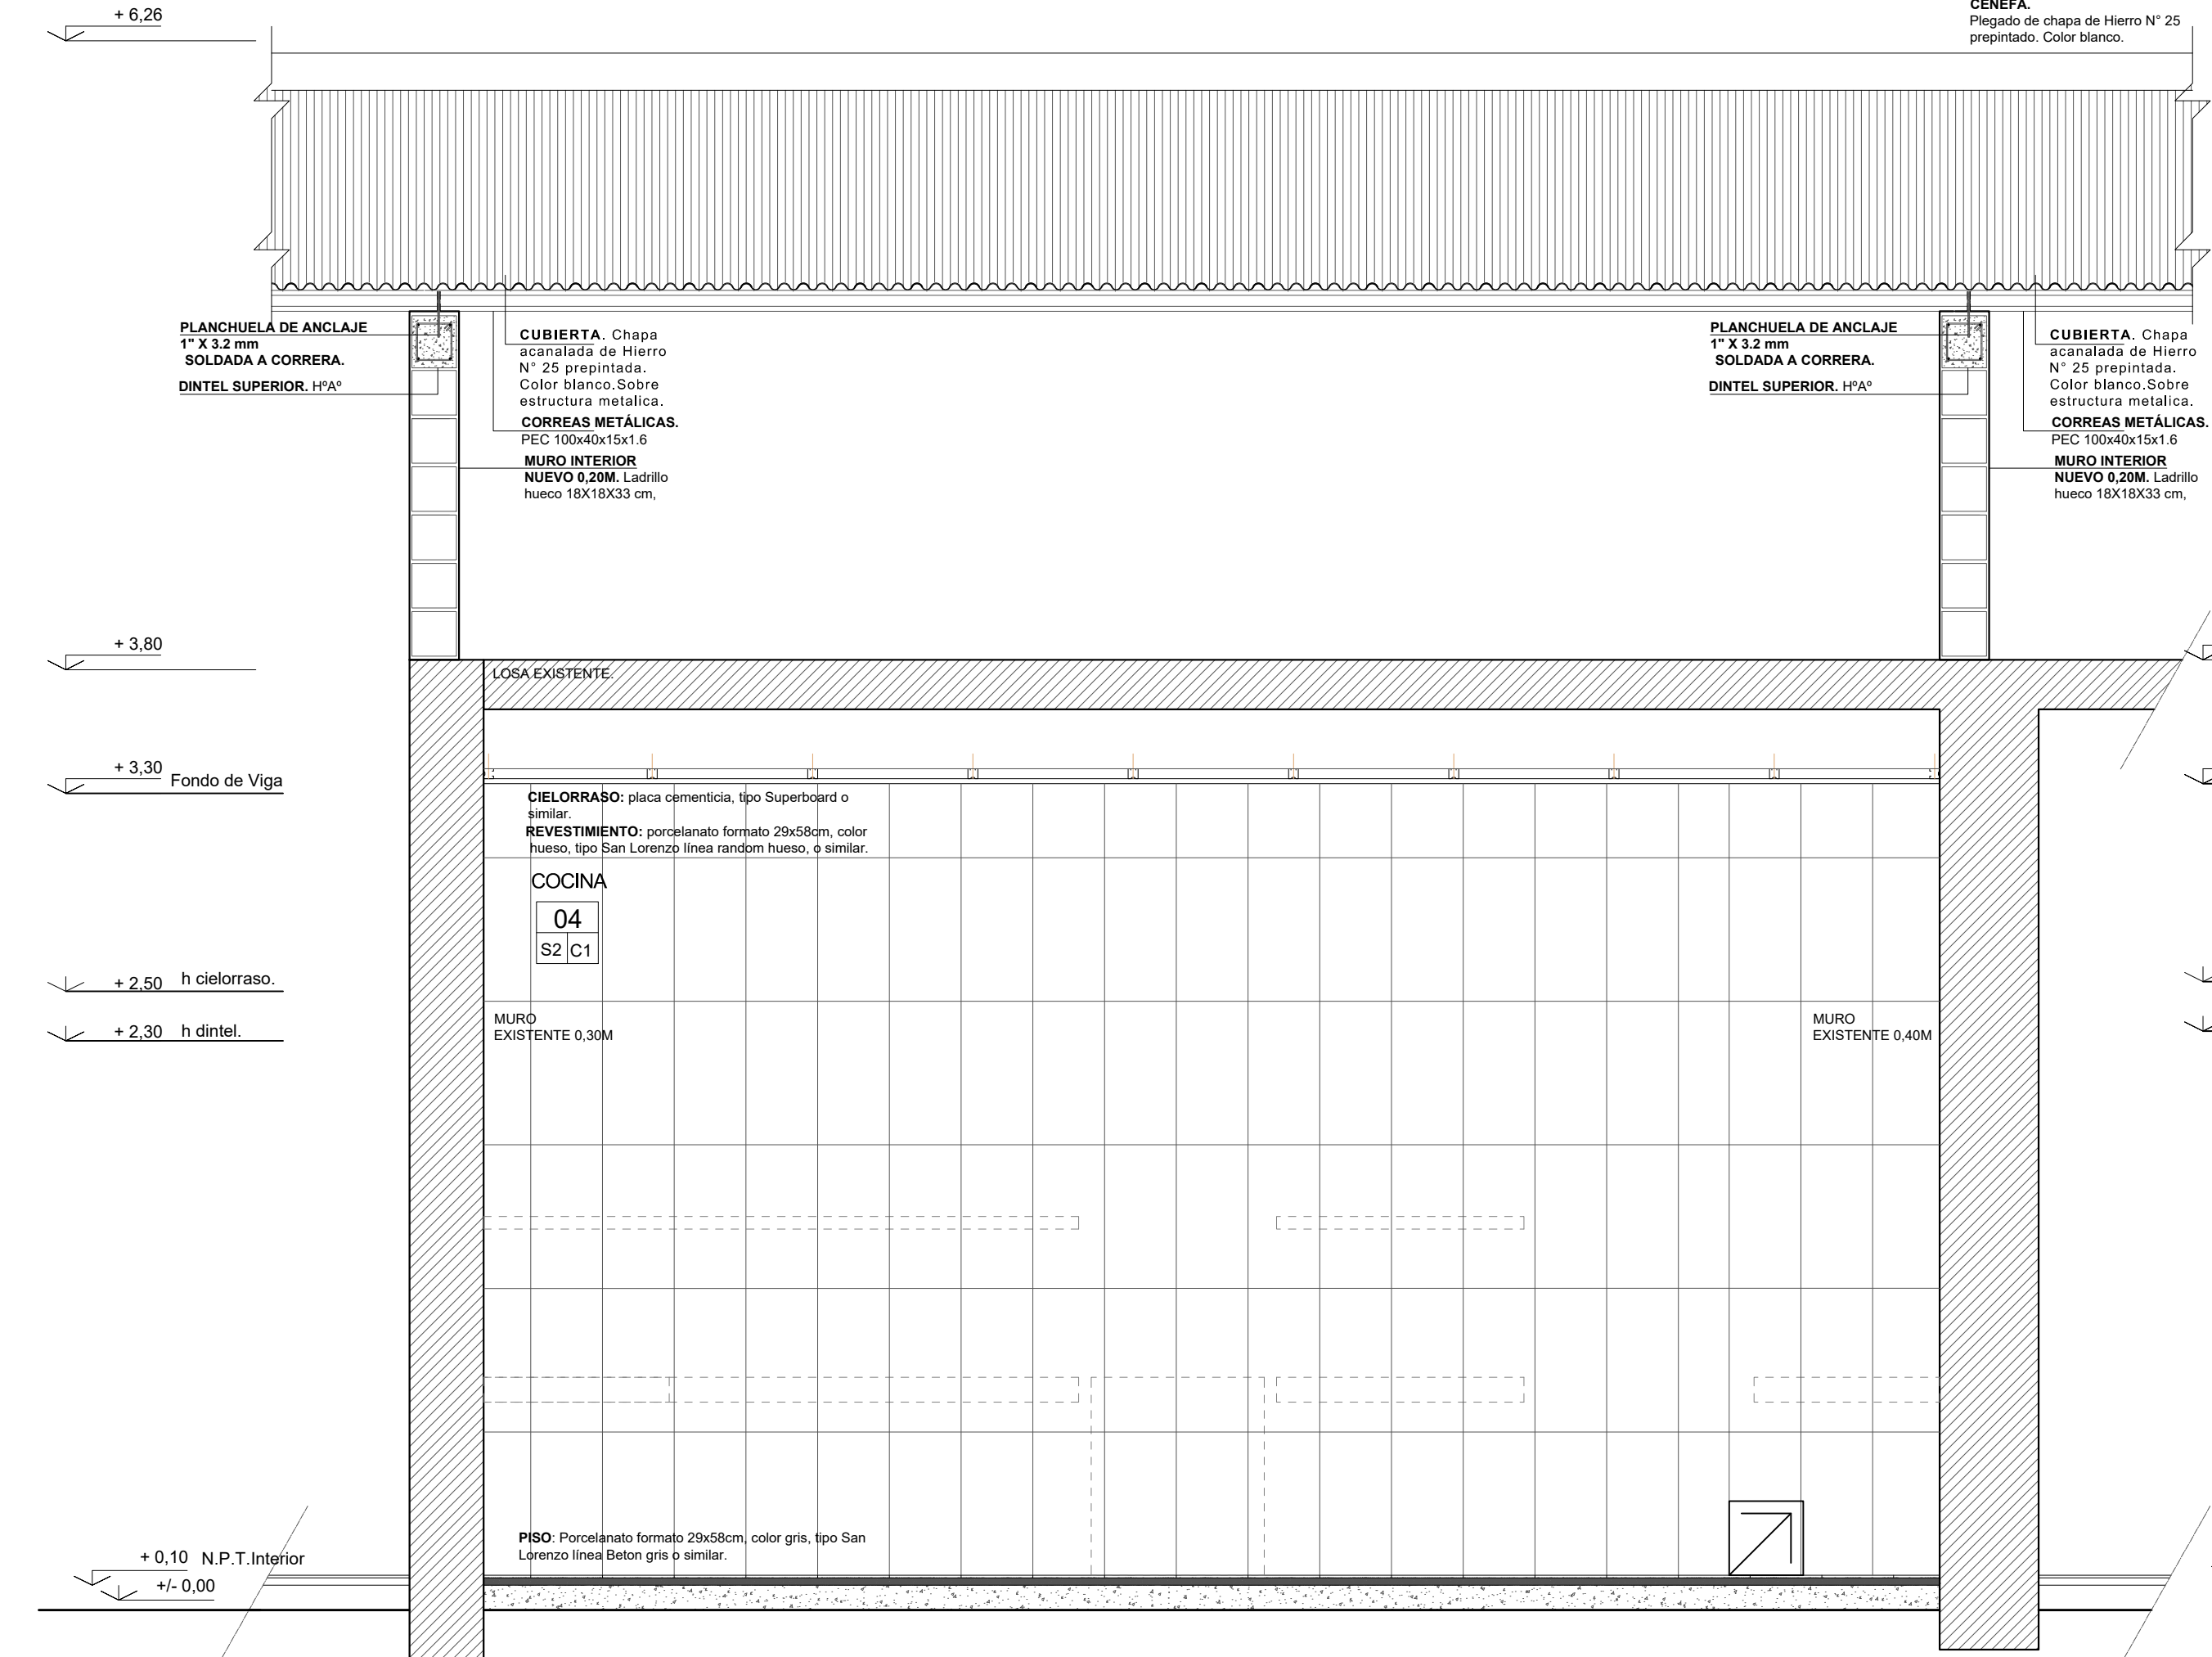 + 6,26
CENEFA.
Plegado de chapa de Hierro N° 25
prepintado. Color blanco.
PLANCHUELA DE ANCLAJE
1" X 3.2 mm
SOLDADA A CORRERA.
DINTEL SUPERIOR. HºAº
CUBIERTA. Chapa
acanalada de Hierro
N° 25 prepintada.
Color blanco.Sobre
estructura metalica.
CORREAS METÁLICAS.
PEC 100x40x15x1.6
MURO INTERIOR
NUEVO 0,20M. Ladrillo
hueco 18X18X33 cm,
PLANCHUELA DE ANCLAJE
1" X 3.2 mm
SOLDADA A CORRERA.
DINTEL SUPERIOR. HºAº
CUBIERTA. Chapa
acanalada de Hierro
N° 25 prepintada.
Color blanco.Sobre
estructura metalica.
CORREAS METÁLICAS.
PEC 100x40x15x1.6
MURO INTERIOR
NUEVO 0,20M. Ladrillo
hueco 18X18X33 cm,
+ 3,80
LOSA EXISTENTE.
+ 3,30 Fondo de Viga
CIELORRASO: placa cementicia, tipo Superboard o
similar.
REVESTIMIENTO: porcelanato formato 29x58cm, color
hueso, tipo San Lorenzo línea random hueso, o similar.
COCINA
04
S2 C1
+ 2,50 h cielorraso.
+ 2,30 h dintel.
MURO
EXISTENTE 0,30M
MURO
EXISTENTE 0,40M
PISO: Porcelanato formato 29x58cm, color gris, tipo San
Lorenzo línea Beton gris o similar.
+ 0,10 N.P.T.Interior
+/- 0,00